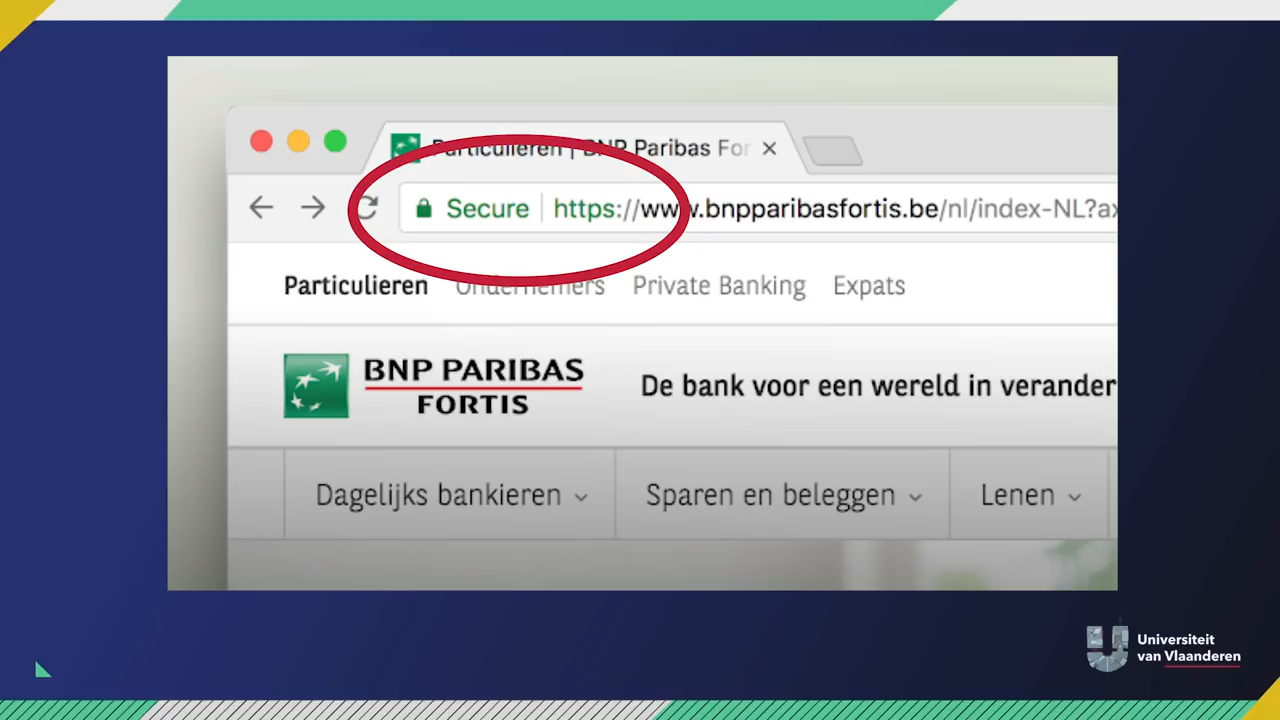 Particulieren | BNP Paribas For
Secure https://www.bnpparibasfortis.be/nl/index-NL?ax
Particulieren Ondernemers Private Banking Expats
BNP PARIBAS
FORTIS
De bank voor een wereld in verander
Dagelijks bankieren Sparen en beleggen Lenen
Universiteit
van Vlaanderen